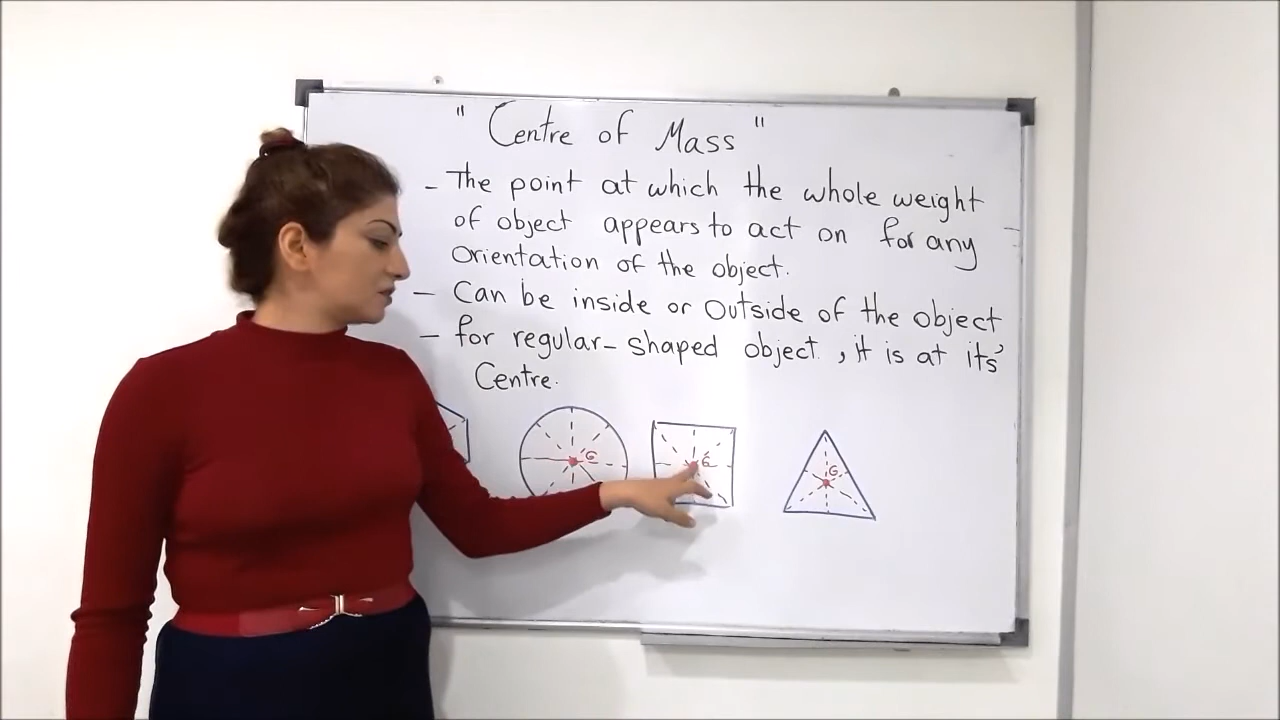 " Centre of Mass "
- The point at which the whole weight
of object appears to act on for any
Orientation of the object.
- Can be inside or Outside of the object
- for regular-shaped object, it is at its'
Centre.
G G G